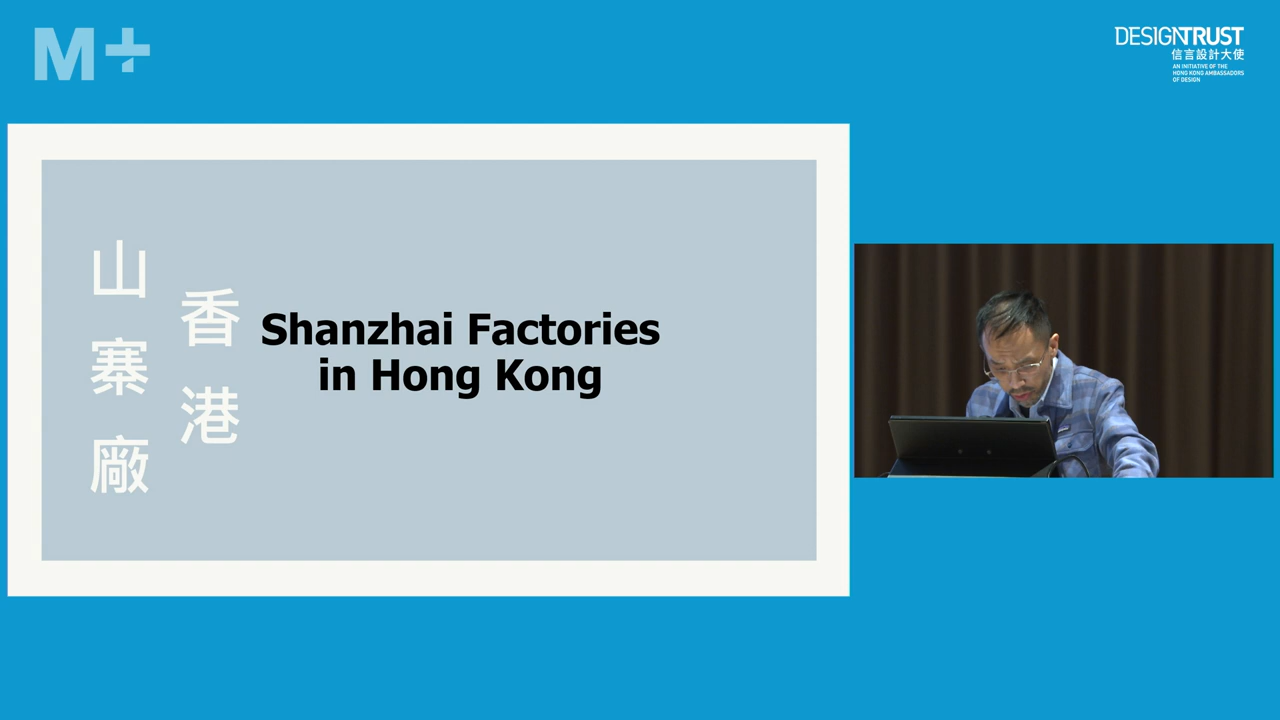 M+
DESIGNTRUST
信言設計大使
AN INITIATIVE OF THE
HONG KONG AMBASSADORS
OF DESIGN
香港
山寨廠
Shanzhai Factories
in Hong Kong